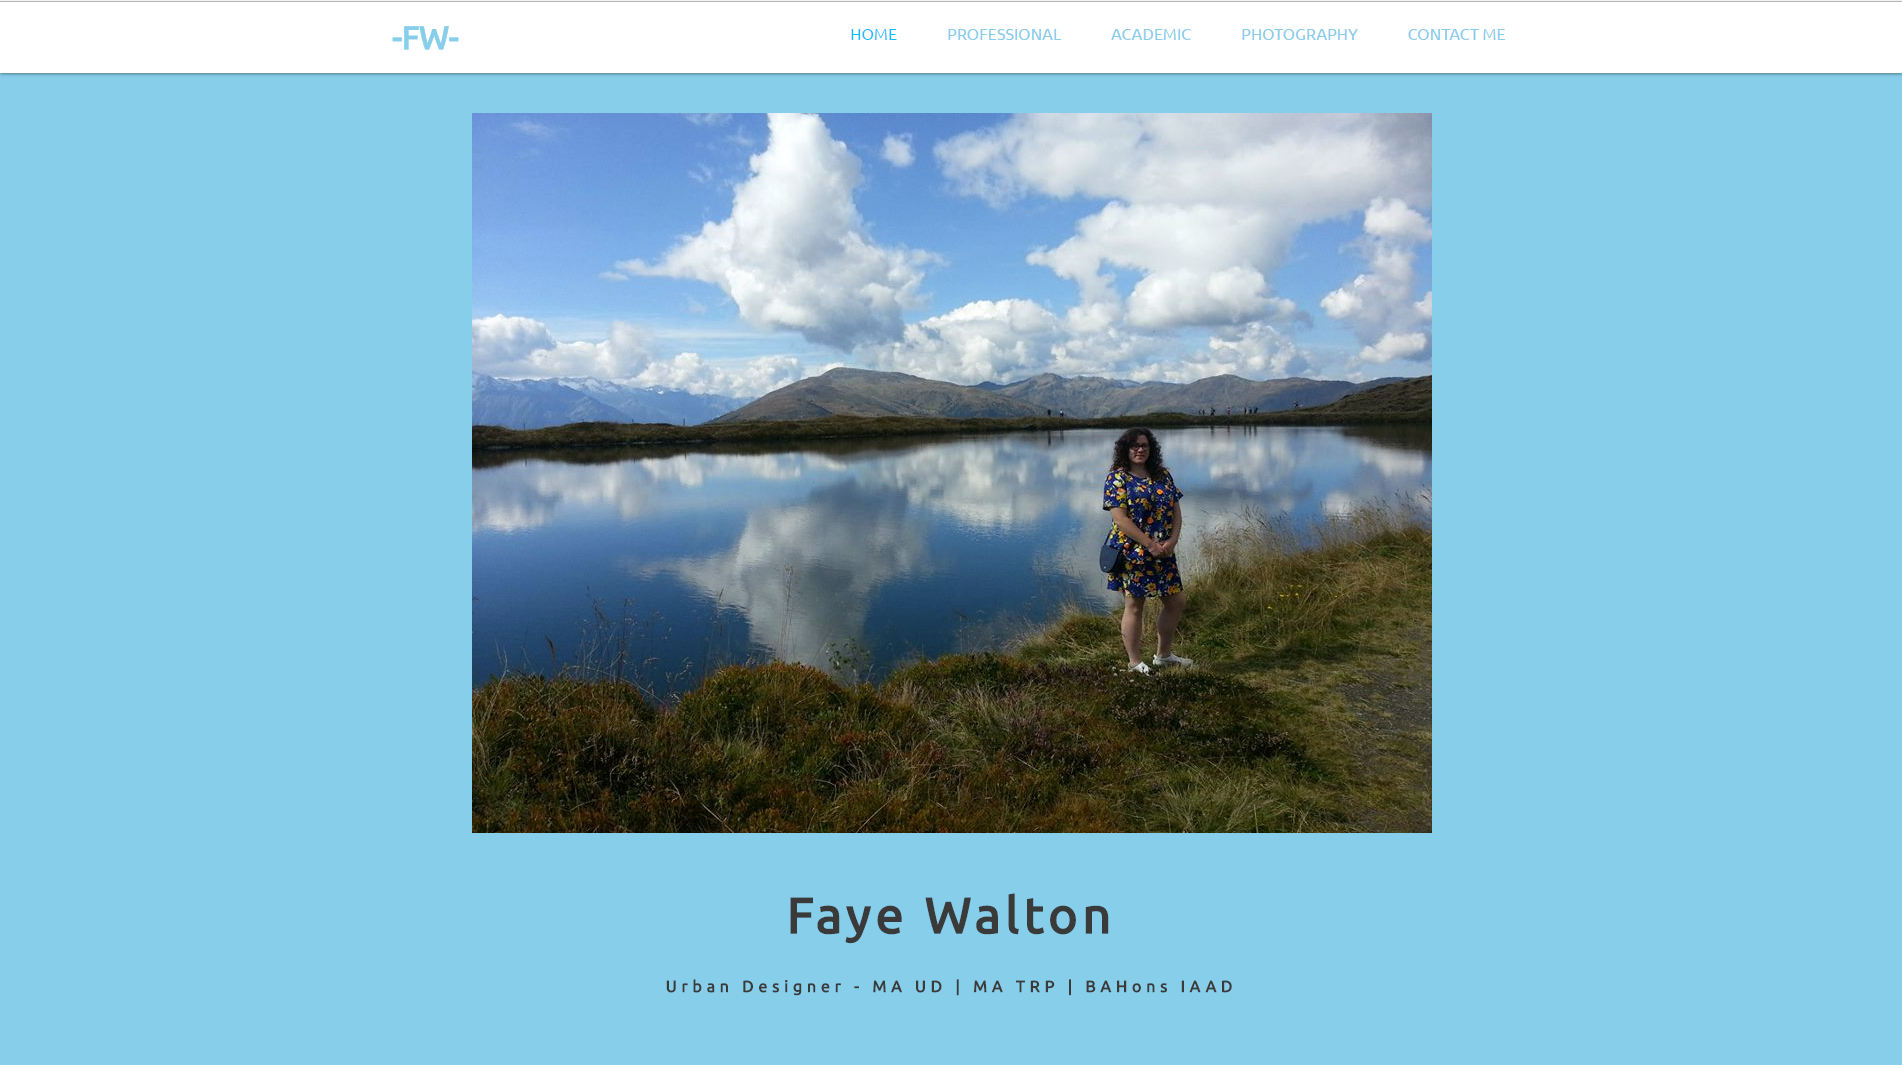 -FW-
HOME PROFESSIONAL ACADEMIC PHOTOGRAPHY CONTACT ME
Faye Walton
Urban Designer - MA UD | MA TRP | BAHons IAAD